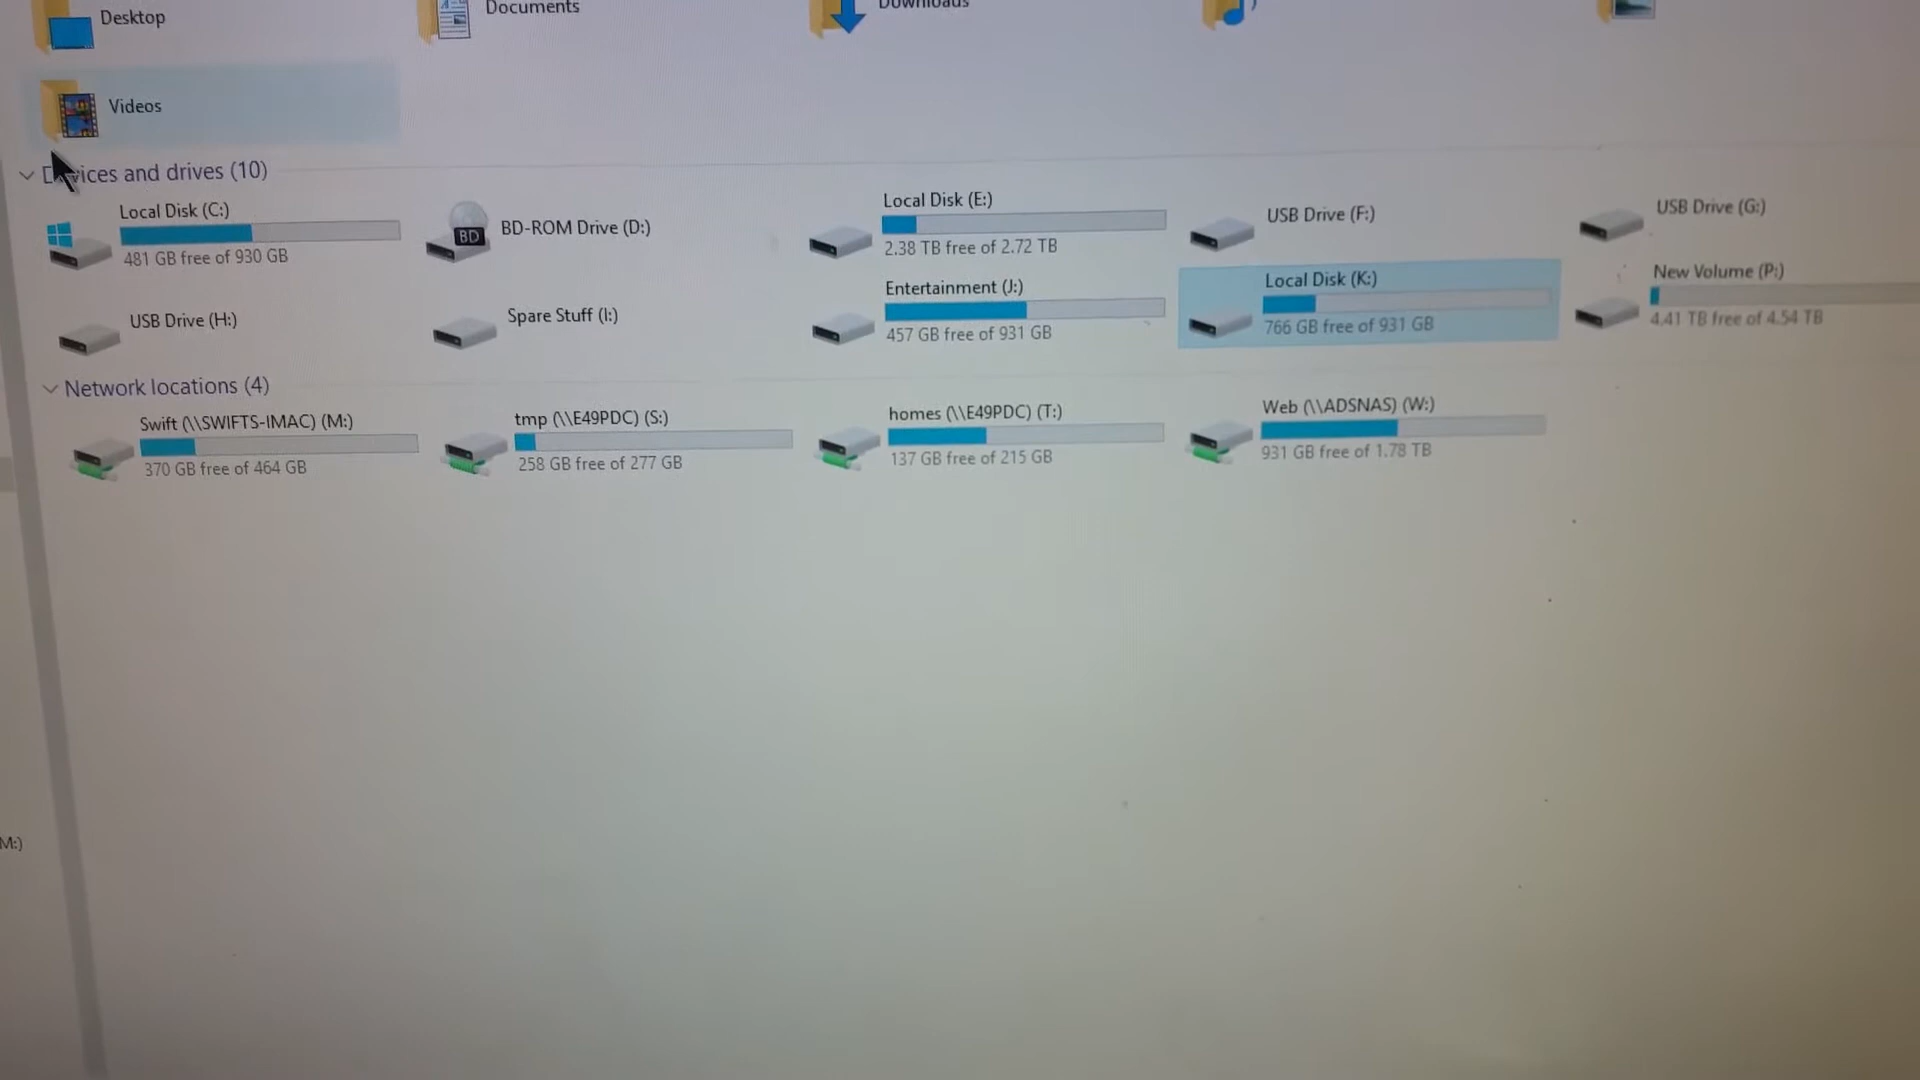 Desktop
Documents
Downloads
Videos
Devices and drives (10)
Local Disk (C:)
481 GB free of 930 GB
BD
BD-ROM Drive (D:)
Local Disk (E:)
2.38 TB free of 2.72 TB
USB Drive (F:)
USB Drive (G:)
USB Drive (H:)
Spare Stuff (I:)
Entertainment (J:)
457 GB free of 931 GB
Local Disk (K:)
766 GB free of 931 GB
New Volume (P:)
4.41 TB free of 4.54 TB
Network locations (4)
Swift (\\SWIFTS-IMAC) (M:)
370 GB free of 464 GB
tmp (\\E49PDC) (S:)
258 GB free of 277 GB
homes (\\E49PDC) (T:)
137 GB free of 215 GB
Web (\\ADSNAS) (W:)
931 GB free of 1.78 TB
M:)